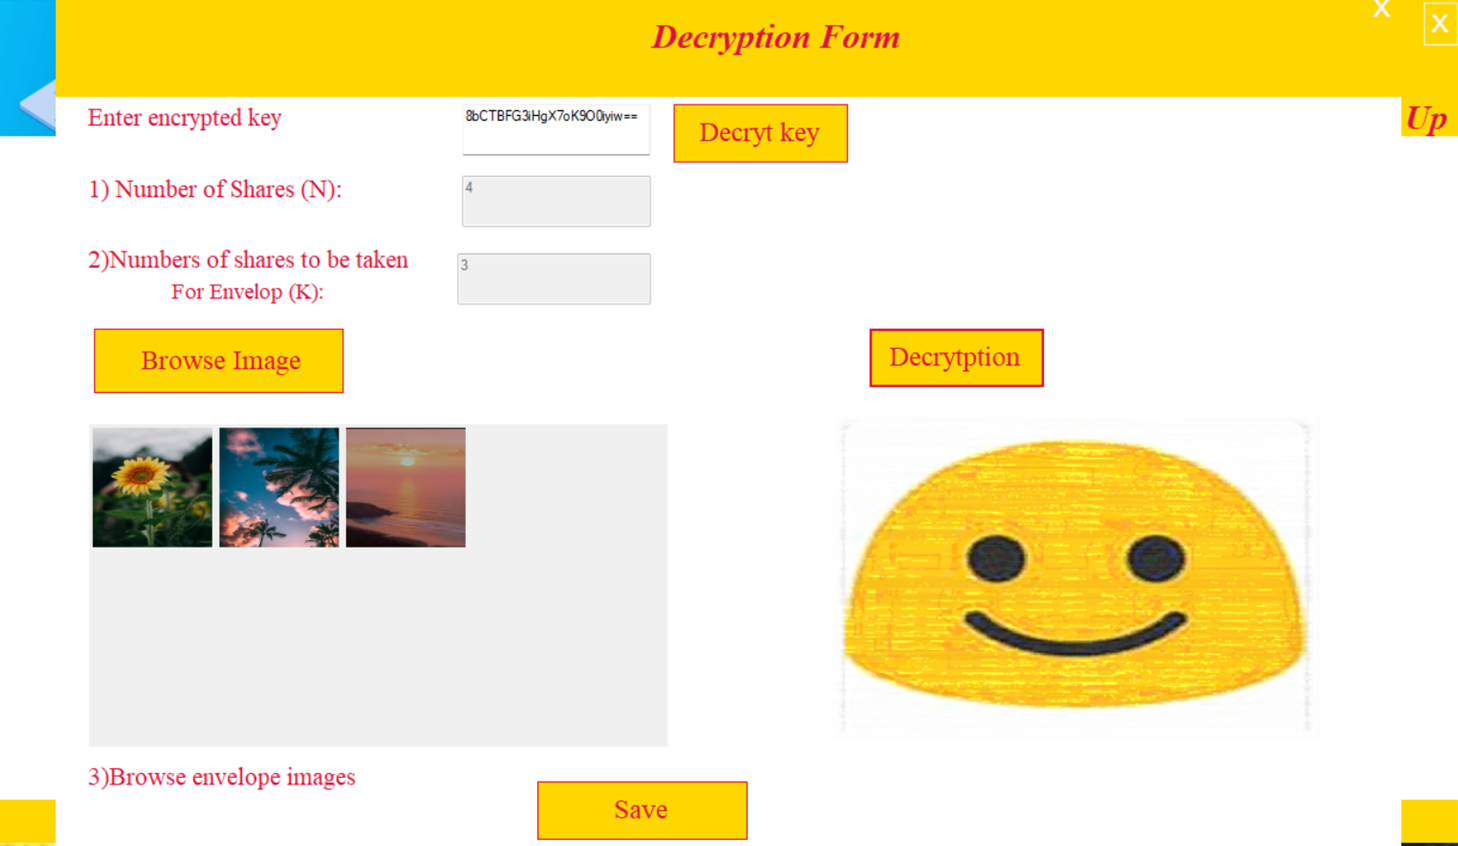 X
Decryption Form
X
Enter encrypted key
8bCTBFG3iHgX7oK9O0iyiw==
Decryt key
Up
1) Number of Shares (N):
4
2)Numbers of shares to be taken
For Envelop (K):
3
Browse Image
Decrytption
3)Browse envelope images
Save